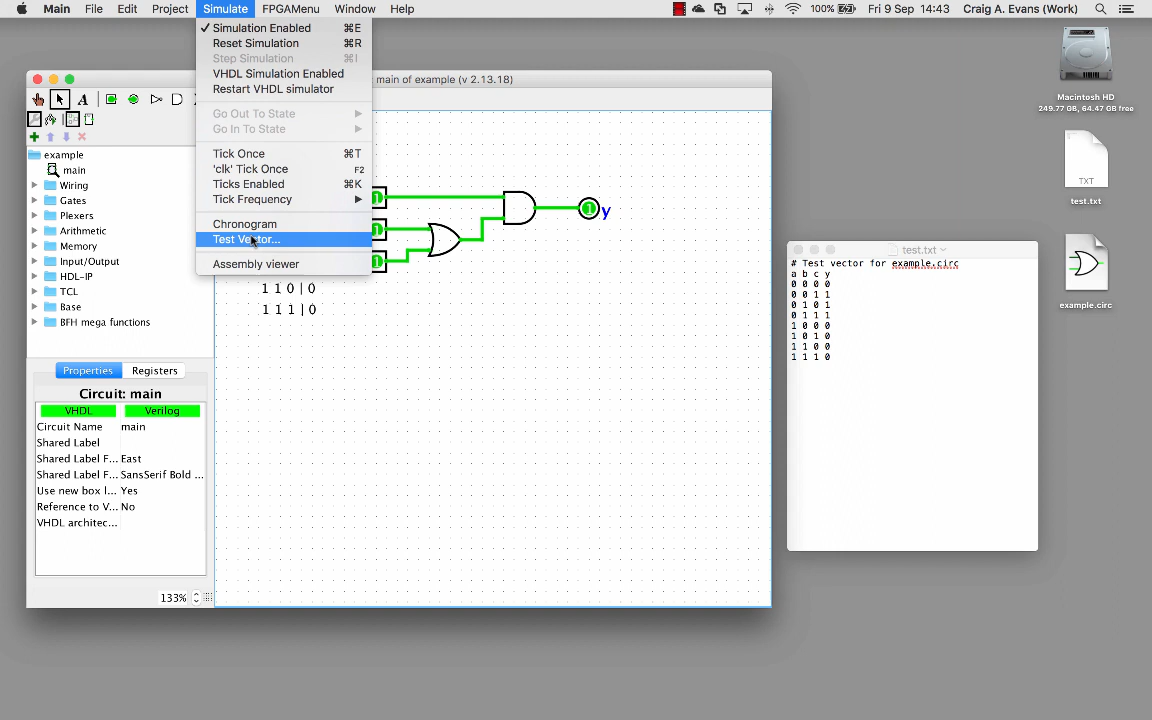 Main File Edit Project Simulate FPGAMenu Window Help 100% Fri 9 Sep 14:43 Craig A. Evans (Work)
Simulation Enabled ⌘E
Reset Simulation ⌘R
Step Simulation ⌘I
VHDL Simulation Enabled
Restart VHDL simulator
Go Out To State
Go In To State
Tick Once ⌘T
'clk' Tick Once F2
Ticks Enabled ⌘K
Tick Frequency
Chronogram
Test Vector...
Assembly viewer
main of example (v 2.13.18)
A
example
main
Wiring
Gates
Plexers
Arithmetic
Memory
Input/Output
HDL-IP
TCL
Base
BFH mega functions
Properties Registers
Circuit: main
VHDL Verilog
Circuit Name main
Shared Label
Shared Label F... East
Shared Label F... SansSerif Bold ...
Use new box l... Yes
Reference to V... No
VHDL architec...
133%
1
1
1
1 y
1 1 0 | 0
1 1 1 | 0
test.txt
# Test vector for example.circ
a b c y
0 0 0 0
0 0 1 1
0 1 0 1
0 1 1 1
1 0 0 0
1 0 1 0
1 1 0 0
1 1 1 0
Macintosh HD
249.77 GB, 64.47 GB free
TXT
test.txt
example.circ